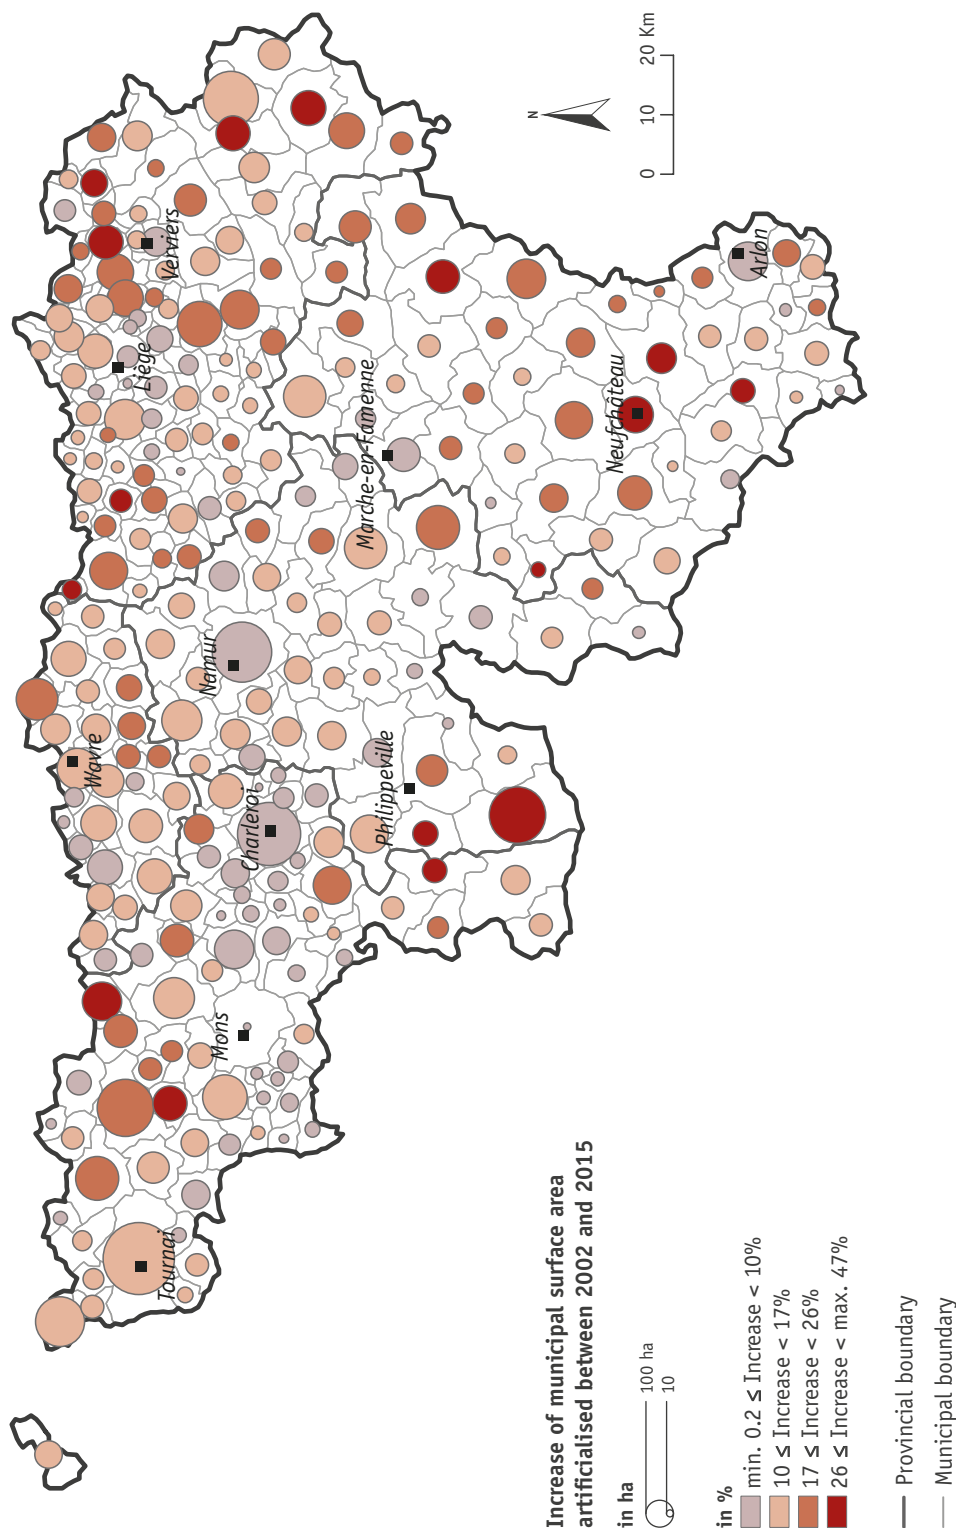 Tournai
Mons
Charleroi
Wavre
Namur
Philippeville
Liège
Verviers
Marche-en-Famenne
Neufchâteau
Arlon
N
0 10 20 Km
Increase of municipal surface area
artificialised between 2002 and 2015
in ha
100 ha
10
in %
min. 0.2 ≤ Increase < 10%
10 ≤ Increase < 17%
17 ≤ Increase < 26%
26 ≤ Increase < max. 47%
Provincial boundary
Municipal boundary